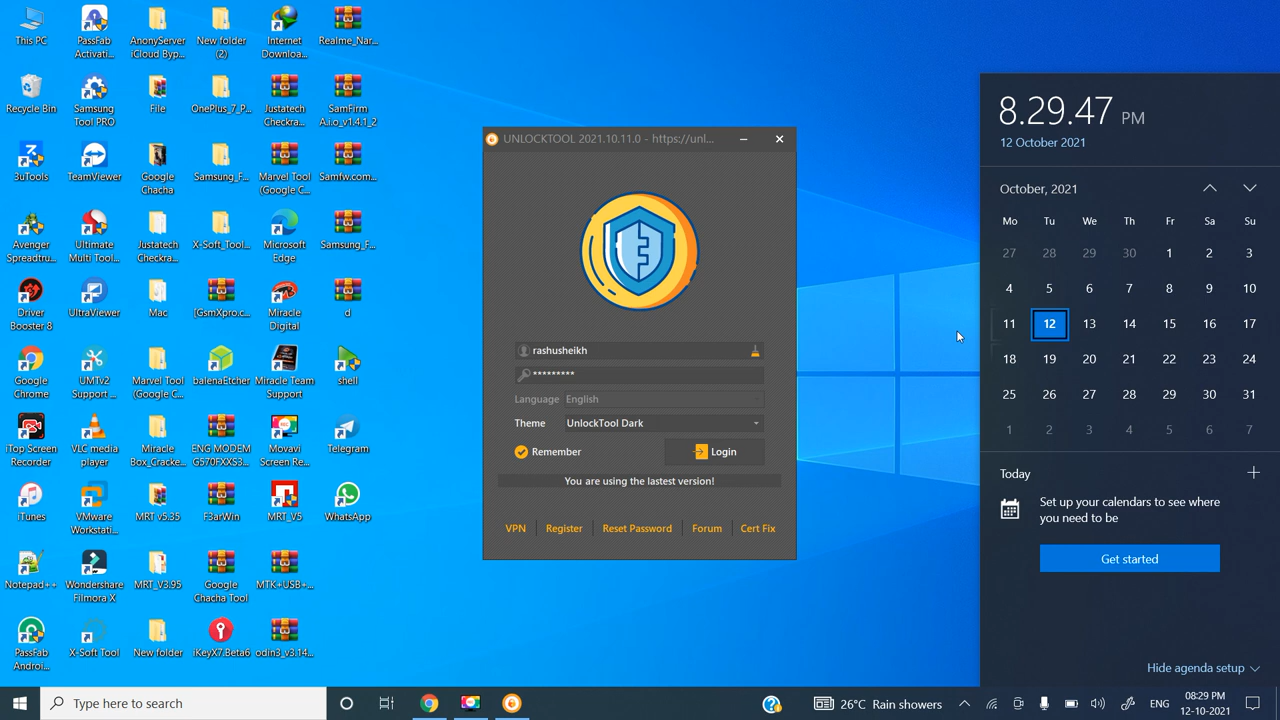 This PC
PassFab
Activati...
AnonyServer
iCloud Byp...
New folder
(2)
Internet
Downloa...
Realme_Nar...
Recycle Bin
Samsung
Tool PRO
File
OnePlus_7_P...
Justatech
Checkra...
SamFirm
A.i.o_v1.4.1_2
3uTools
TeamViewer
Google
Chacha
Samsung_F...
Marvel Tool
(Google C...
Samfw.com...
Avenger
Spreadtru...
Ultimate
Multi Tool...
Justatech
Checkra...
X-Soft_Tool...
Microsoft
Edge
Samsung_F...
Driver
Booster 8
UltraViewer
Mac
[GsmXpro.c...
Miracle
Digital
d
Google
Chrome
UMTv2
Support ...
Marvel Tool
(Google C...
balenaEtcher
Miracle Team
Support
shell
iTop Screen
Recorder
VLC media
player
Miracle
Box_Cracke...
ENG MODEM
G570FXXS3...
Movavi
Screen Re...
Telegram
iTunes
VMware
Workstati...
MRT v5.35
F3arWin
MRT_V5
WhatsApp
Notepad++
Wondershare
Filmora X
MRT_V3.95
Google
Chacha Tool
MTK+USB+...
PassFab
Androi...
X-Soft Tool
New folder
iKeyX7.Beta6
odin3_v3.14...
UNLOCKTOOL 2021.10.11.0 - https://unl...
rashusheikh
*********
Language English
Theme UnlockTool Dark
Remember
Login
You are using the lastest version!
VPN Register Reset Password Forum Cert Fix
8.29.47 PM
12 October 2021
October, 2021
Mo Tu We Th Fr Sa Su
27 28 29 30 1 2 3
4 5 6 7 8 9 10
11 12 13 14 15 16 17
18 19 20 21 22 23 24
25 26 27 28 29 30 31
1 2 3 4 5 6 7
Today
Set up your calendars to see where
you need to be
Get started
Hide agenda setup
Type here to search
26°C Rain showers
ENG
08:29 PM
12-10-2021